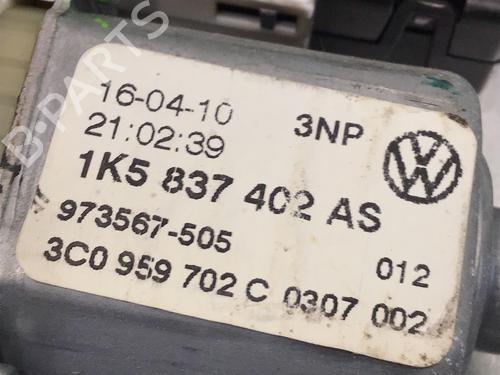 B-PARTS
16-04-10 3NP
21:02:39
1K5 837 402 AS
973567-505 012
3C0 959 702 C 0307 002